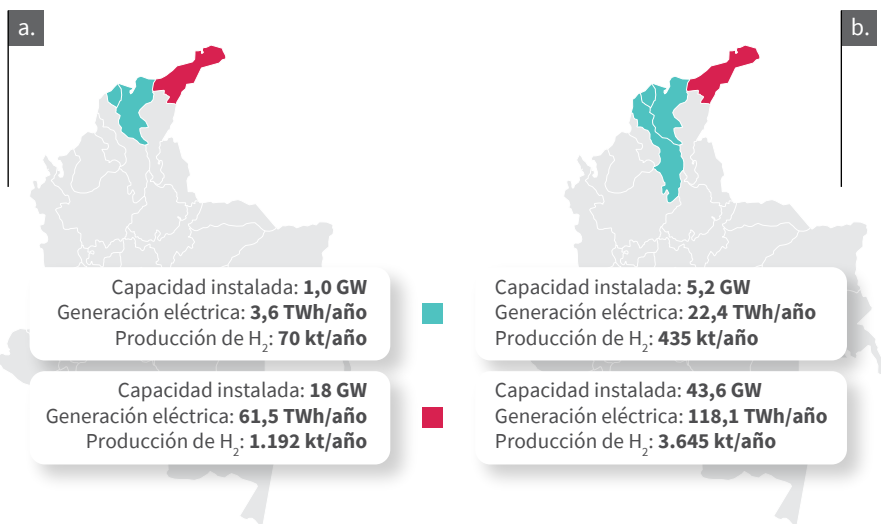 a.
b.
Capacidad instalada: 1,0 GW
Generación eléctrica: 3,6 TWh/año
Producción de H2: 70 kt/año
Capacidad instalada: 5,2 GW
Generación eléctrica: 22,4 TWh/año
Producción de H2: 435 kt/año
Capacidad instalada: 18 GW
Generación eléctrica: 61,5 TWh/año
Producción de H2: 1.192 kt/año
Capacidad instalada: 43,6 GW
Generación eléctrica: 118,1 TWh/año
Producción de H2: 3.645 kt/año